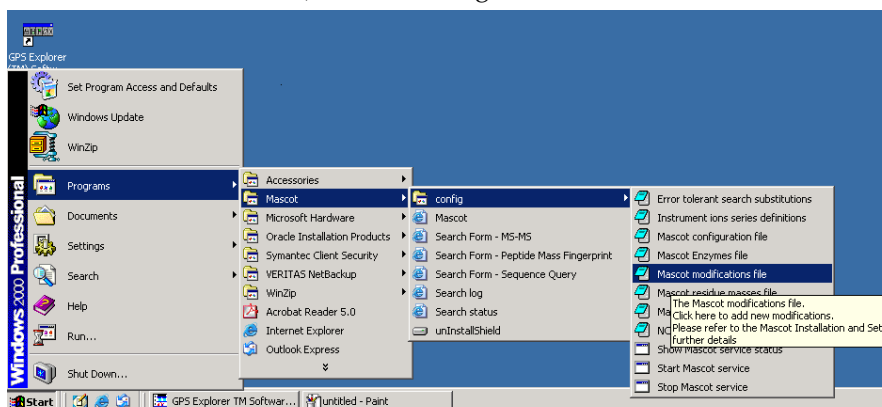 GPS Explorer
Set Program Access and Defaults
Windows Update
WinZip
Programs
Documents
Settings
Search
Help
Run...
Shut Down...
Windows 2000 Professional
Accessories
Mascot
Microsoft Hardware
Oracle Installation Products
Symantec Client Security
VERITAS NetBackup
WinZip
Acrobat Reader 5.0
Internet Explorer
Outlook Express
config
Mascot
Search Form - MS-MS
Search Form - Peptide Mass Fingerprint
Search Form - Sequence Query
Search log
Search status
unInstallShield
Error tolerant search substitutions
Instrument ions series definitions
Mascot configuration file
Mascot Enzymes file
Mascot modifications file
Mascot residue masses file
The Mascot modifications file.
Click here to add new modifications.
Please refer to the Mascot Installation and Set
further details
Show Mascot service status
Start Mascot service
Stop Mascot service
Start
GPS Explorer TM Softwar...
untitled - Paint